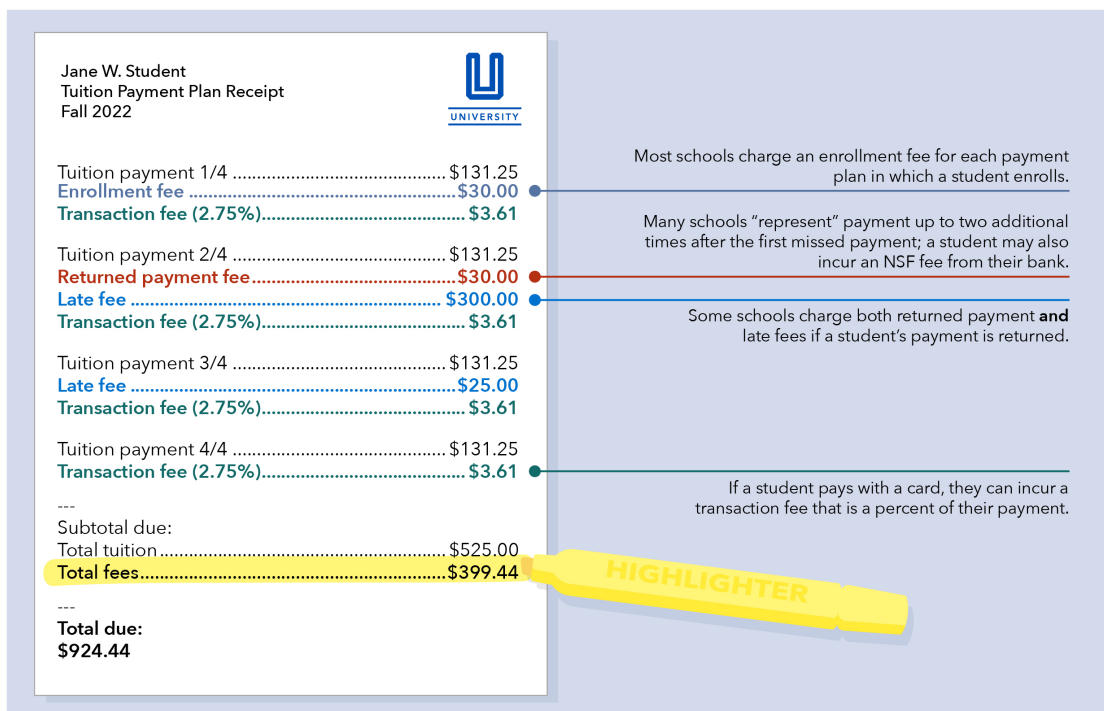 Jane W. Student
Tuition Payment Plan Receipt
Fall 2022
U
UNIVERSITY
Tuition payment 1/4 ............................................ $131.25
Enrollment fee .......................................................$30.00
Transaction fee (2.75%).......................................... $3.61
Most schools charge an enrollment fee for each payment
plan in which a student enrolls.
Tuition payment 2/4 ............................................ $131.25
Returned payment fee..........................................$30.00
Late fee ................................................................ $300.00
Transaction fee (2.75%).......................................... $3.61
Many schools “represent” payment up to two additional
times after the first missed payment; a student may also
incur an NSF fee from their bank.
Some schools charge both returned payment and
late fees if a student’s payment is returned.
Tuition payment 3/4 ............................................ $131.25
Late fee ...................................................................$25.00
Transaction fee (2.75%).......................................... $3.61
Tuition payment 4/4 ............................................ $131.25
Transaction fee (2.75%).......................................... $3.61
If a student pays with a card, they can incur a
transaction fee that is a percent of their payment.
---
Subtotal due:
Total tuition........................................................... $525.00
Total fees...............................................................$399.44
HIGHLIGHTER
---
Total due:
$924.44